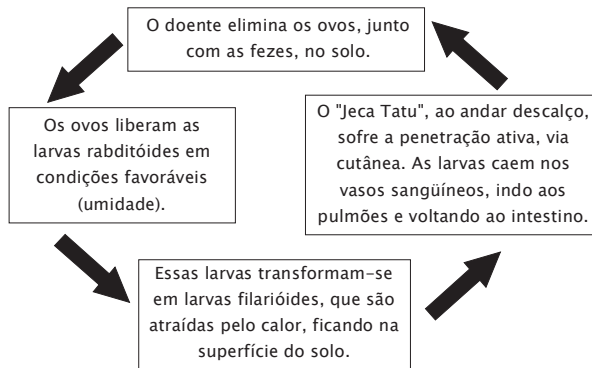 O doente elimina os ovos, junto
com as fezes, no solo.
Os ovos liberam as
larvas rabditóides em
condições favoráveis
(umidade).
Essas larvas transformam-se
em larvas filarióides, que são
atraídas pelo calor, ficando na
superfície do solo.
O "Jeca Tatu", ao andar descalço,
sofre a penetração ativa, via
cutânea. As larvas caem nos
vasos sangüíneos, indo aos
pulmões e voltando ao intestino.